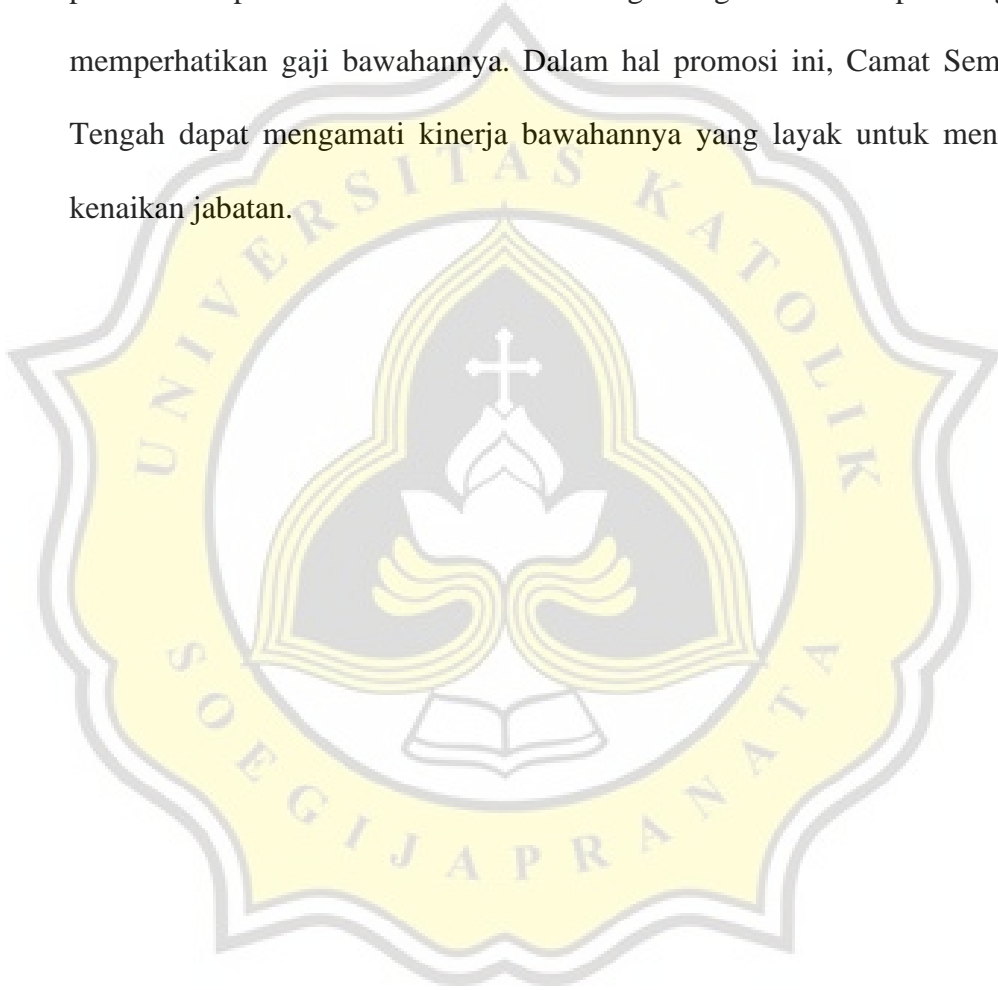 memperhatikan gaji bawahannya. Dalam hal promosi ini, Camat Sem
Tengah dapat mengamati kinerja bawahannya yang layak untuk men
kenaikan jabatan.
UNIVERSITAS KATOLIK
SOEGIJAPRANATA